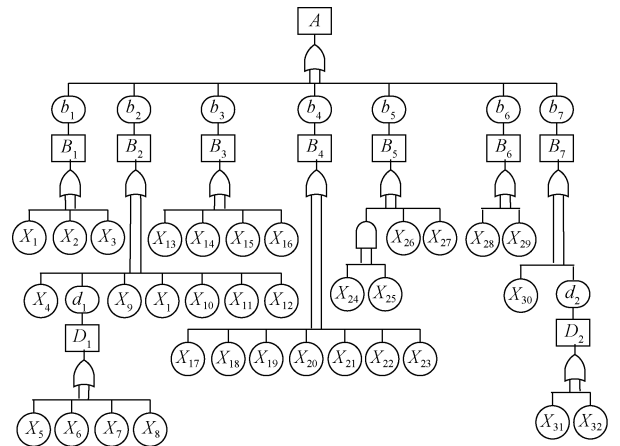 A
b1 b2 b3 b4 b5 b6 b7
B1 B2 B3 B4 B5 B6 B7
X1 X2 X3 X13 X14 X15 X16 X26 X27 X28 X29
X4 d1 X9 X1 X10 X11 X12 X24 X25 X30 d2
D1 D2
X17 X18 X19 X20 X21 X22 X23
X5 X6 X7 X8 X31 X32